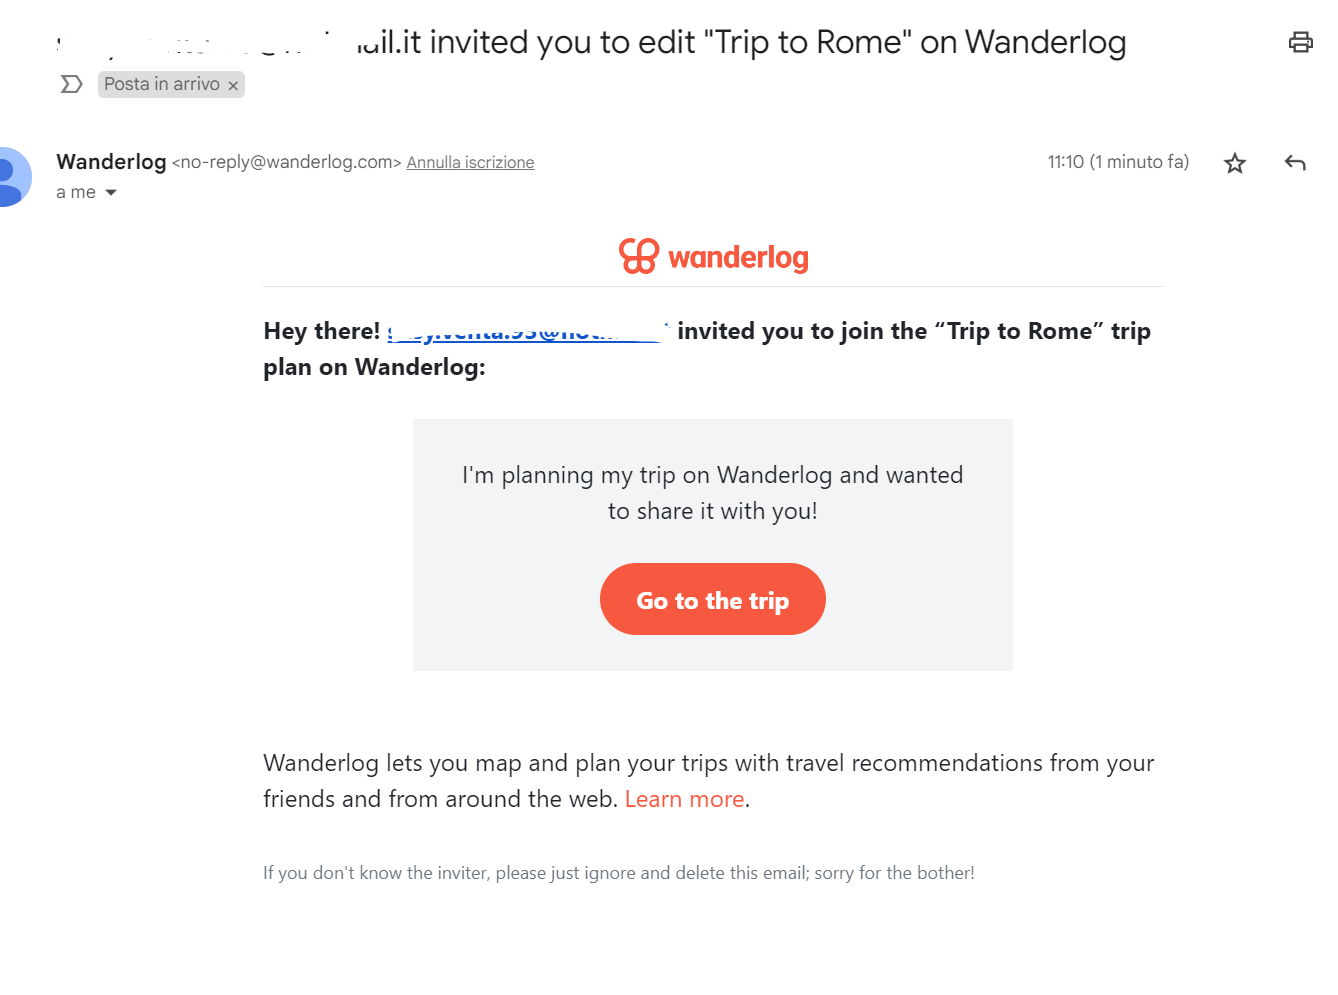 il.it invited you to edit "Trip to Rome" on Wanderlog
Posta in arrivo ×
Wanderlog <no-reply@wanderlog.com> Annulla iscrizione
11:10 (1 minuto fa)
a me
wanderlog
Hey there! invited you to join the “Trip to Rome” trip
plan on Wanderlog:
I'm planning my trip on Wanderlog and wanted
to share it with you!
Go to the trip
Wanderlog lets you map and plan your trips with travel recommendations from your
friends and from around the web. Learn more.
If you don't know the inviter, please just ignore and delete this email; sorry for the bother!